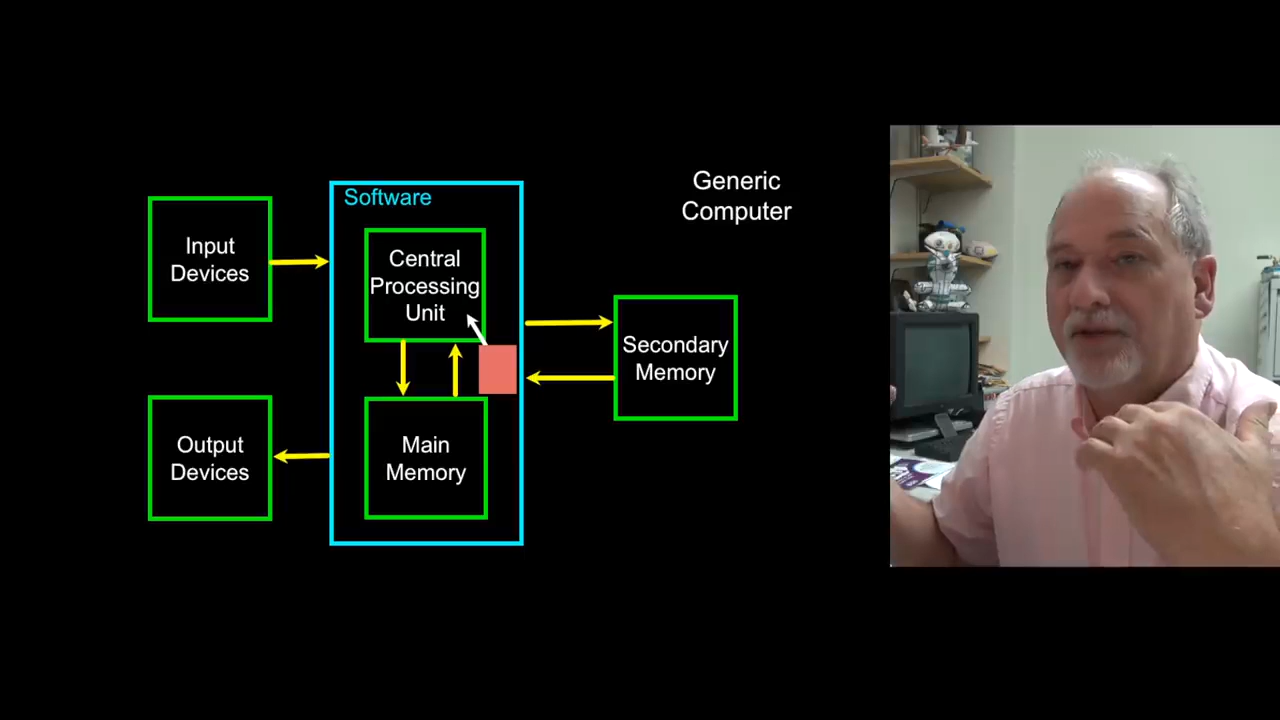 Software
Generic
Computer
Input
Devices
Central
Processing
Unit
Secondary
Memory
Output
Devices
Main
Memory